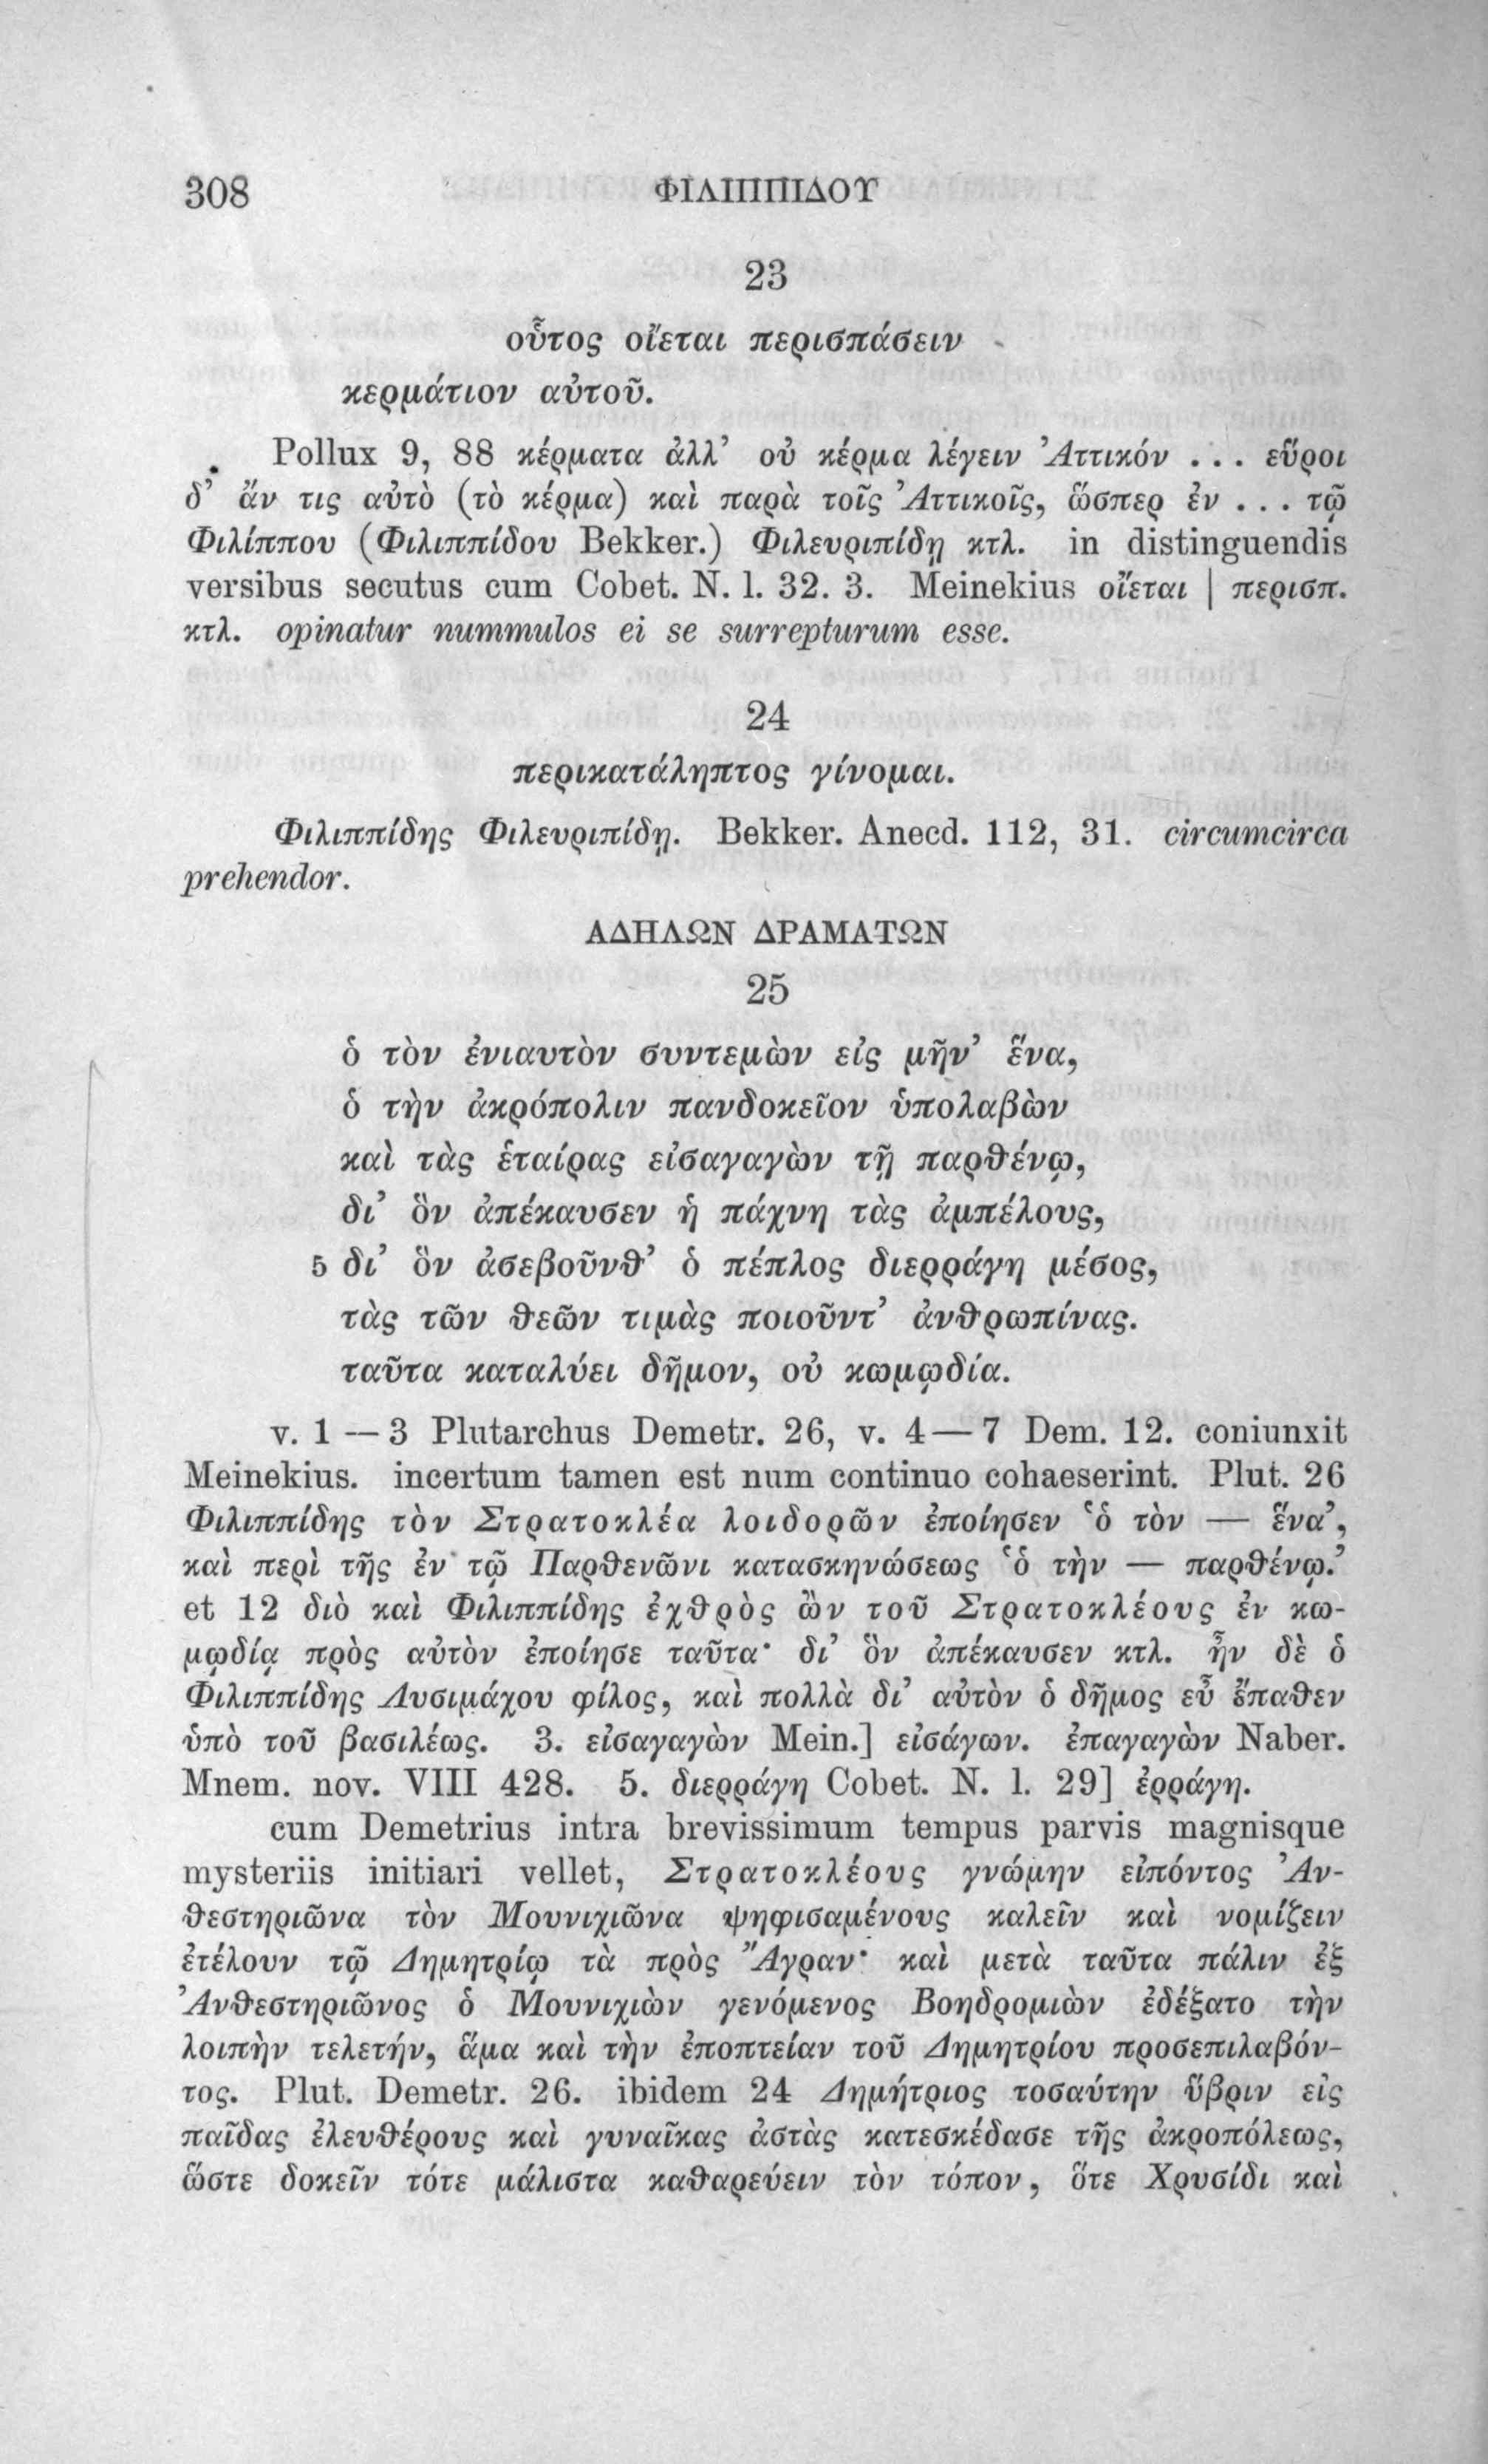 308 ΦΙΛΙΠΠΙΔΟΥ
23
οὗτος οἴεται περισπάσειν
κερμάτιον αὐτοῦ.
Pollux 9, 88 κέρματα ἀλλ’ οὐ κέρμα λέγειν Ἀττικόν ... εὕροι
δ’ ἄν τις αὐτὸ (τὸ κέρμα) καὶ παρὰ τοῖς Ἀττικοῖς, ὥσπερ ἐν ... τῷ
Φιλίππου (Φιλιππίδου Bekker.) Φιλευριπίδῃ κτλ. in distinguendis
versibus secutus cum Cobet. N. l. 32. 3. Meinekius οἴεται | περισπ.
κτλ. opinatur nummulos ei se surrepturum esse.
24
περικατάληπτος γίνομαι.
Φιλιππίδης Φιλευριπίδῃ. Bekker. Anecd. 112, 31. circumcirca
prehendor.
ΑΔΗΛΩΝ ΔΡΑΜΑΤΩΝ
25
ὁ τὸν ἐνιαυτὸν συντεμὼν εἰς μῆν’ ἕνα,
ὁ τὴν ἀκρόπολιν πανδοκεῖον ὑπολαβὼν
καὶ τὰς ἑταίρας εἰσαγαγὼν τῇ παρθένῳ,
δι’ ὃν ἀπέκαυσεν ἡ πάχνη τὰς ἀμπέλους,
5 δι’ ὃν ἀσεβοῦνθ’ ὁ πέπλος διερράγη μέσος,
τὰς τῶν θεῶν τιμὰς ποιοῦντ’ ἀνθρωπίνας.
ταῦτα καταλύει δῆμον, οὐ κωμῳδία.
v. 1—3 Plutarchus Demetr. 26, v. 4—7 Dem. 12. coniunxit
Meinekius. incertum tamen est num continuo cohaeserint. Plut. 26
Φιλιππίδης τὸν Στρατοκλέα λοιδορῶν ἐποίησεν ‘ὁ τὸν — ἕνα’,
καὶ περὶ τῆς ἐν τῷ Παρθενῶνι κατασκηνώσεως ‘ὁ τὴν — παρθένῳ.’
et 12 διὸ καὶ Φιλιππίδης ἐχθρὸς ὢν τοῦ Στρατοκλέους ἐν κω-
μῳδίᾳ πρὸς αὐτὸν ἐποίησε ταῦτα· δι’ ὃν ἀπέκαυσεν κτλ. ἦν δὲ ὁ
Φιλιππίδης Λυσιμάχου φίλος, καὶ πολλὰ δι’ αὐτὸν ὁ δῆμος εὖ ἔπαθεν
ὑπὸ τοῦ βασιλέως. 3. εἰσαγαγὼν Mein.] εἰσάγων. ἐπαγαγὼν Naber.
Mnem. nov. VIII 428. 5. διερράγη Cobet. N. l. 29] ἐρράγη.
cum Demetrius intra brevissimum tempus parvis magnisque
mysteriis initiari vellet, Στρατοκλέους γνώμην εἰπόντος Ἀν-
θεστηριῶνα τὸν Μουνιχιῶνα ψηφισαμένους καλεῖν καὶ νομίζειν
ἐτέλουν τῷ Δημητρίῳ τὰ πρὸς Ἄγραν· καὶ μετὰ ταῦτα πάλιν ἐξ
Ἀνθεστηριῶνος ὁ Μουνιχιὼν γενόμενος Βοηδρομιὼν ἐδέξατο τὴν
λοιπὴν τελετήν, ἅμα καὶ τὴν ἐποπτείαν τοῦ Δημητρίου προσεπιλαβόν-
τος. Plut. Demetr. 26. ibidem 24 Δημήτριος τοσαύτην ὕβριν εἰς
παῖδας ἐλευθέρους καὶ γυναῖκας ἀστὰς κατεσκέδασε τῆς ἀκροπόλεως,
ὥστε δοκεῖν τότε μάλιστα καθαρεύειν τὸν τόπον, ὅτε Χρυσίδι καὶ